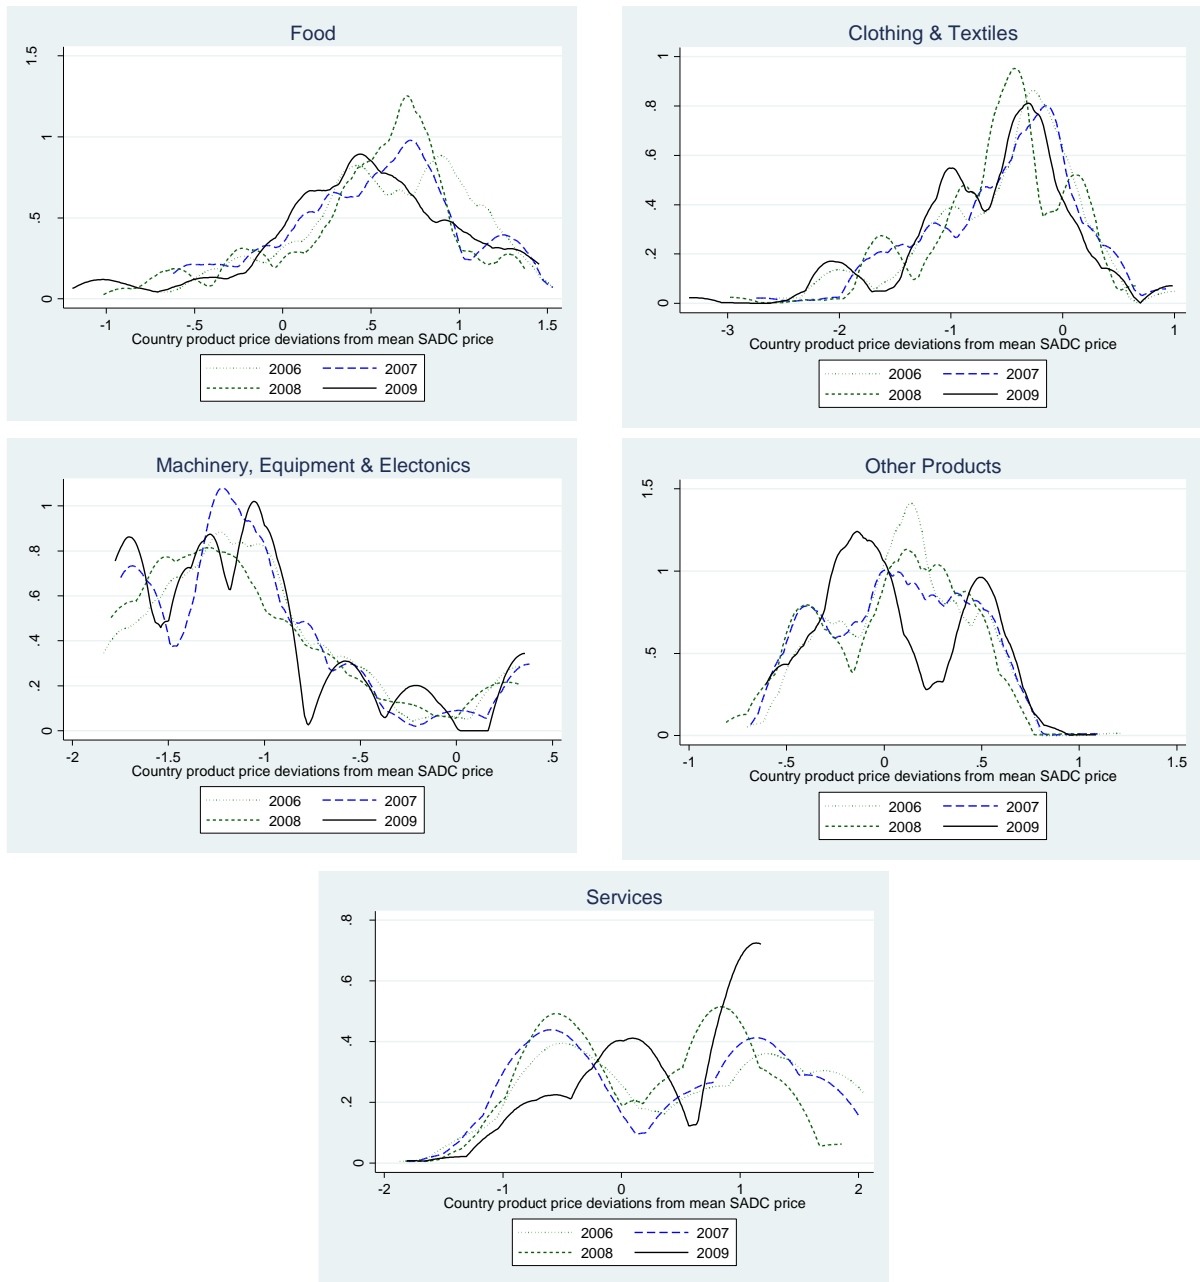 Food
1.5
1
.5
0
-1 -.5 0 .5 1 1.5
Country product price deviations from mean SADC price
2006 2007
2008 2009
Clothing & Textiles
1
.8
.6
.4
.2
0
-3 -2 -1 0 1
Country product price deviations from mean SADC price
2006 2007
2008 2009
Machinery, Equipment & Electonics
1
.8
.6
.4
.2
0
-2 -1.5 -1 -.5 0 .5
Country product price deviations from mean SADC price
2006 2007
2008 2009
Other Products
1.5
1
.5
0
-1 -.5 0 .5 1 1.5
Country product price deviations from mean SADC price
2006 2007
2008 2009
Services
.8
.6
.4
.2
0
-2 -1 0 1 2
Country product price deviations from mean SADC price
2006 2007
2008 2009